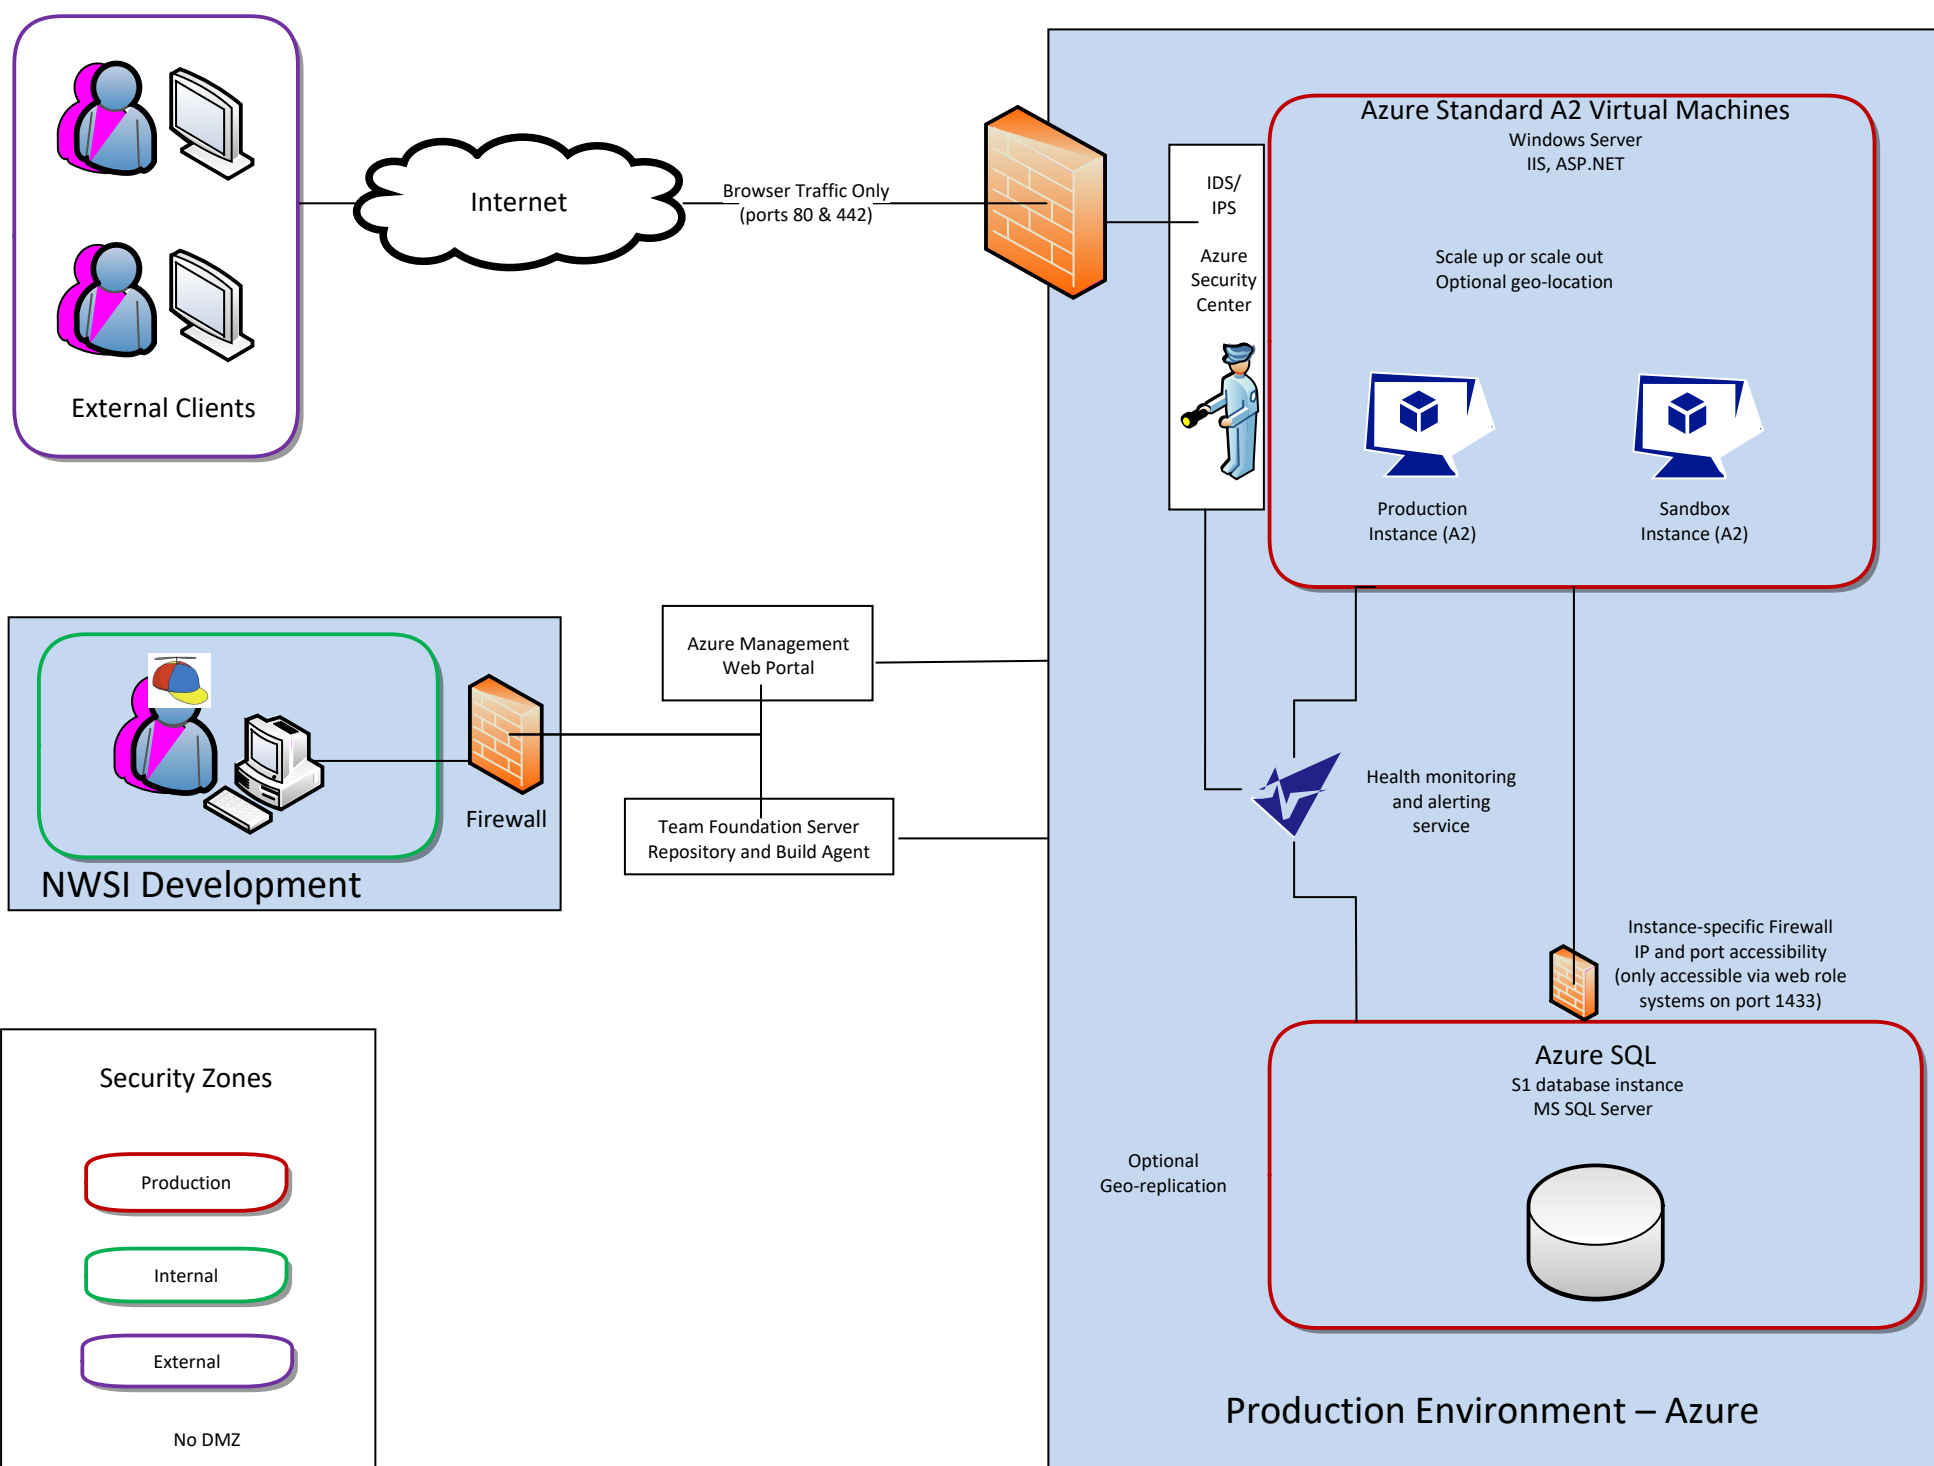 External Clients
Internet
Browser Traffic Only
(ports 80 & 442)
IDS/
IPS
Azure
Security
Center
Azure Standard A2 Virtual Machines
Windows Server
IIS, ASP.NET
Scale up or scale out
Optional geo-location
Production
Instance (A2)
Sandbox
Instance (A2)
Azure Management
Web Portal
Firewall
NWSI Development
Team Foundation Server
Repository and Build Agent
Health monitoring
and alerting
service
Instance-specific Firewall
IP and port accessibility
(only accessible via web role
systems on port 1433)
Azure SQL
S1 database instance
MS SQL Server
Optional
Geo-replication
Production Environment – Azure
Security Zones
Production
Internal
External
No DMZ